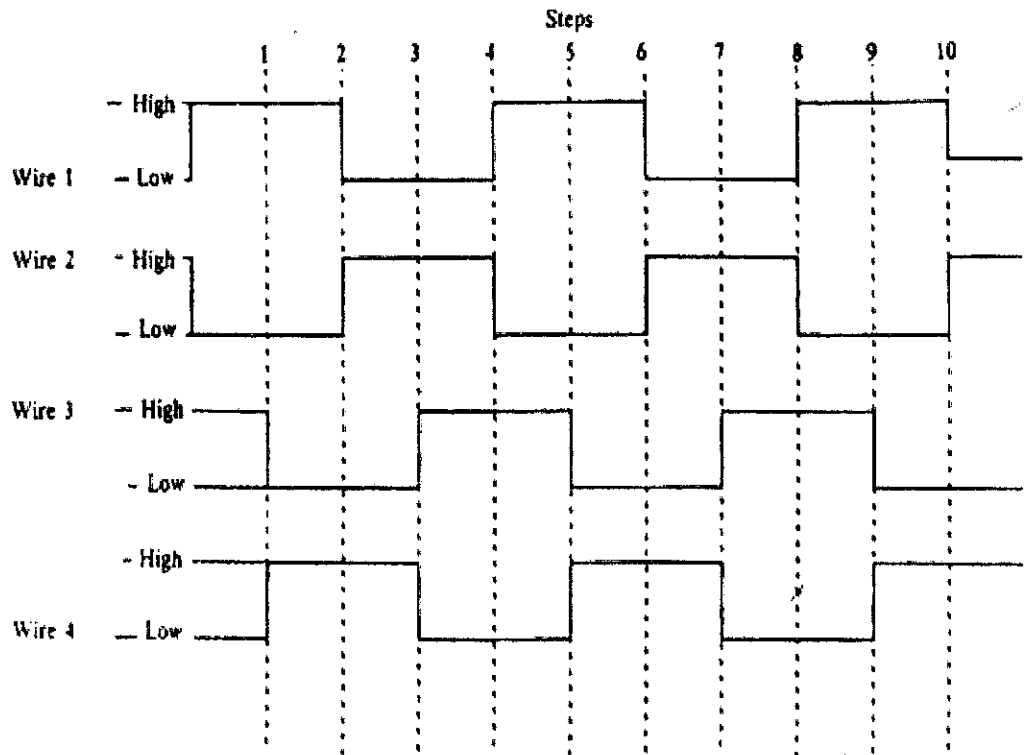 Steps
1 2 3 4 5 6 7 8 9 10
– High
Wire 1 – Low
Wire 2 – High
– Low
Wire 3 – High
– Low
– High
Wire 4 – Low